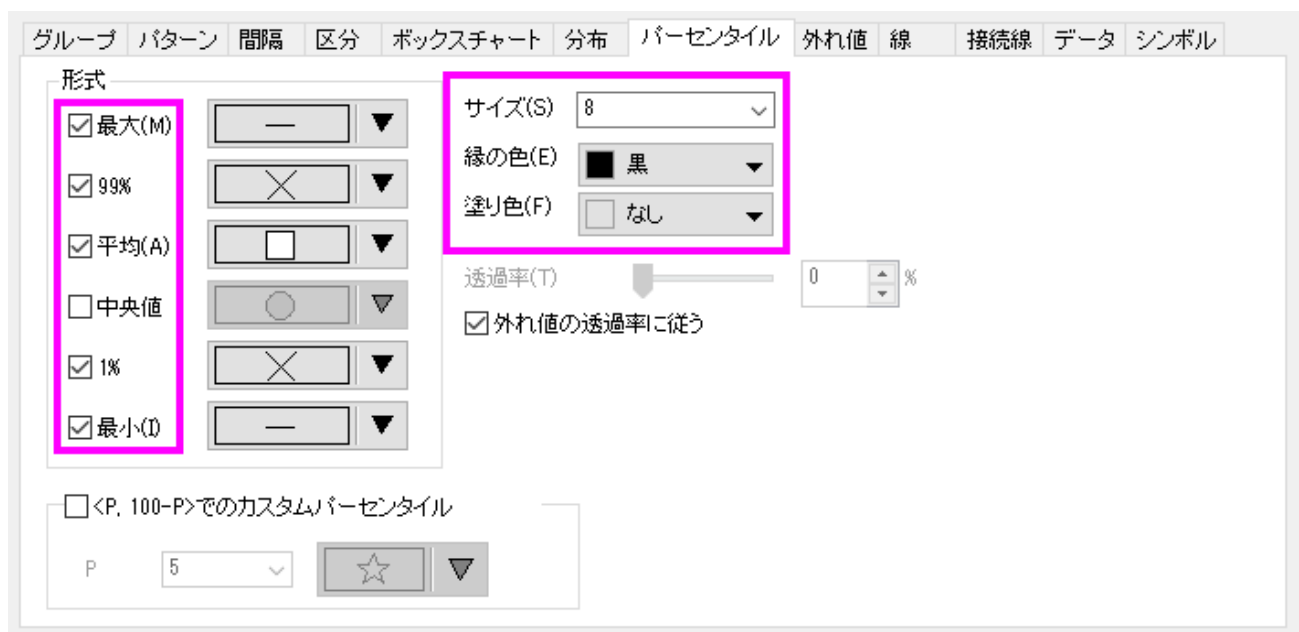 グループ パターン 間隔 区分 ボックスチャート 分布 パーセンタイル 外れ値 線 接続線 データ シンボル
形式
最大(M)
99%
平均(A)
中央値
1%
最小(I)
サイズ(S) 8
縁の色(E) 黒
塗り色(F) なし
透過率(T) 0 %
外れ値の透過率に従う
<P, 100-P>でのカスタムパーセンタイル
P 5